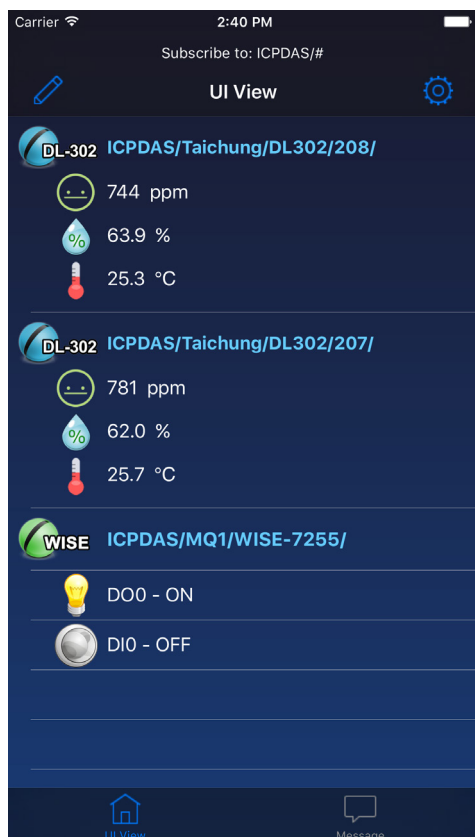 Carrier 2:40 PM
Subscribe to: ICPDAS/#
UI View
DL-302 ICPDAS/Taichung/DL302/208/
744 ppm
% 63.9 %
25.3 °C
DL-302 ICPDAS/Taichung/DL302/207/
781 ppm
% 62.0 %
25.7 °C
WISE ICPDAS/MQ1/WISE-7255/
DO0 - ON
DI0 - OFF
UI View Message